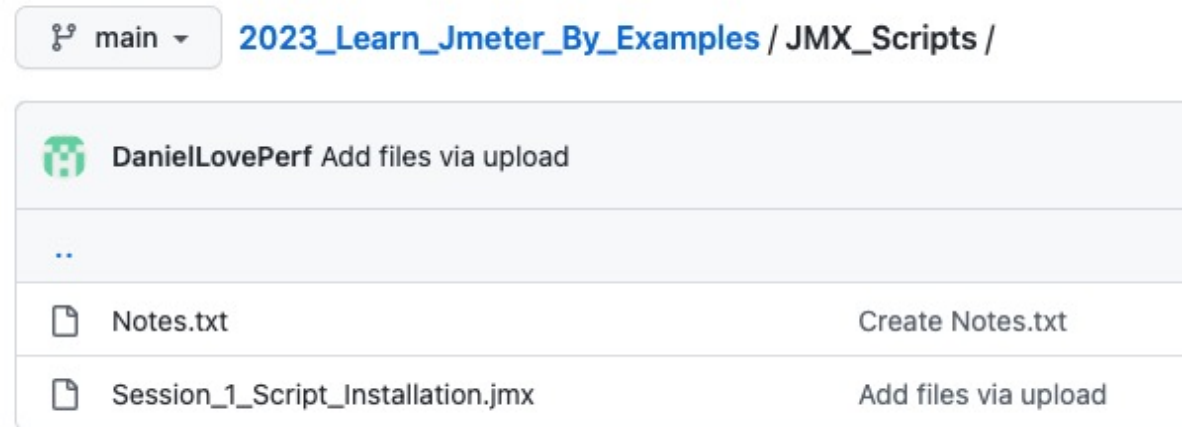 main 2023_Learn_Jmeter_By_Examples / JMX_Scripts /
DanielLovePerf Add files via upload
..
Notes.txt Create Notes.txt
Session_1_Script_Installation.jmx Add files via upload